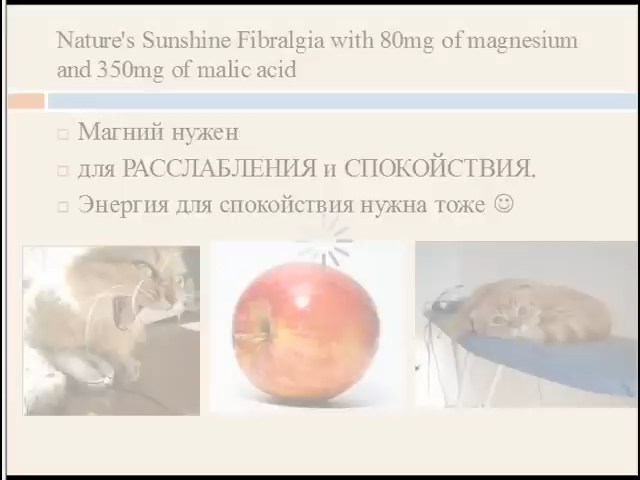 Nature's Sunshine Fibralgia with 80mg of magnesium
and 350mg of malic acid
Магний нужен
для РАССЛАБЛЕНИЯ и СПОКОЙСТВИЯ.
Энергия для спокойствия нужна тоже ☺